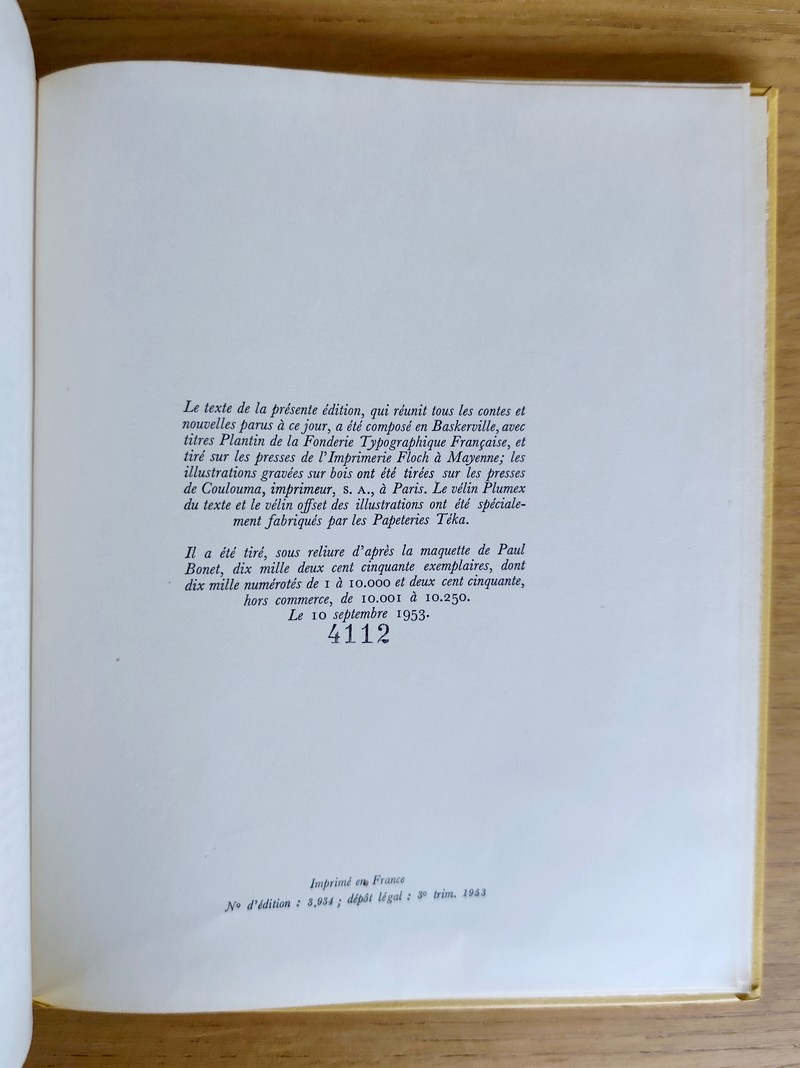 Le texte de la présente édition, qui réunit tous les contes et
nouvelles parus à ce jour, a été composé en Baskerville, avec
titres Plantin de la Fonderie Typographique Française, et
tiré sur les presses de l'Imprimerie Floch à Mayenne; les
illustrations gravées sur bois ont été tirées sur les presses
de Coulouma, imprimeur, S. A., à Paris. Le vélin Plumex
du texte et le vélin offset des illustrations ont été spéciale-
ment fabriqués par les Papeteries Téka.
Il a été tiré, sous reliure d'après la maquette de Paul
Bonet, dix mille deux cent cinquante exemplaires, dont
dix mille numérotés de 1 à 10.000 et deux cent cinquante,
hors commerce, de 10.001 à 10.250.
Le 10 septembre 1953.
4112
Imprimé en France
No d'édition : 3,934 ; dépôt légal : 3e trim. 1953